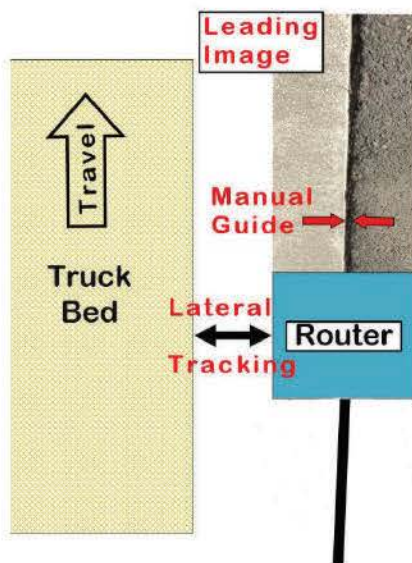 Leading
Image
Travel
Manual
Guide
Truck
Bed
Lateral
Router
Tracking